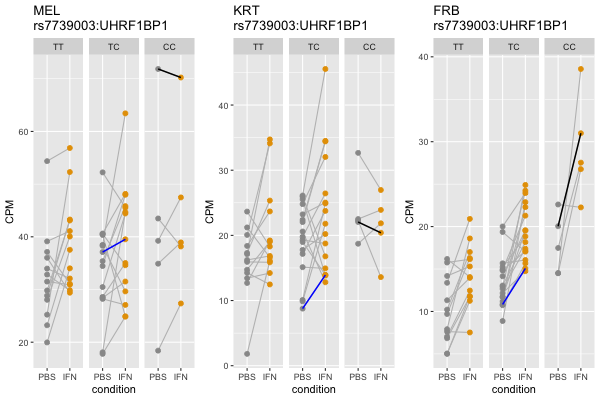 MEL
rs7739003:UHRF1BP1
TT TC CC
60
40
20
CPM
PBS IFN PBS IFN PBS IFN
condition
KRT
rs7739003:UHRF1BP1
TT TC CC
40
30
20
10
0
CPM
PBS IFN PBS IFN PBS IFN
condition
FRB
rs7739003:UHRF1BP1
TT TC CC
40
30
20
10
CPM
PBS IFN PBS IFN PBS IFN
condition